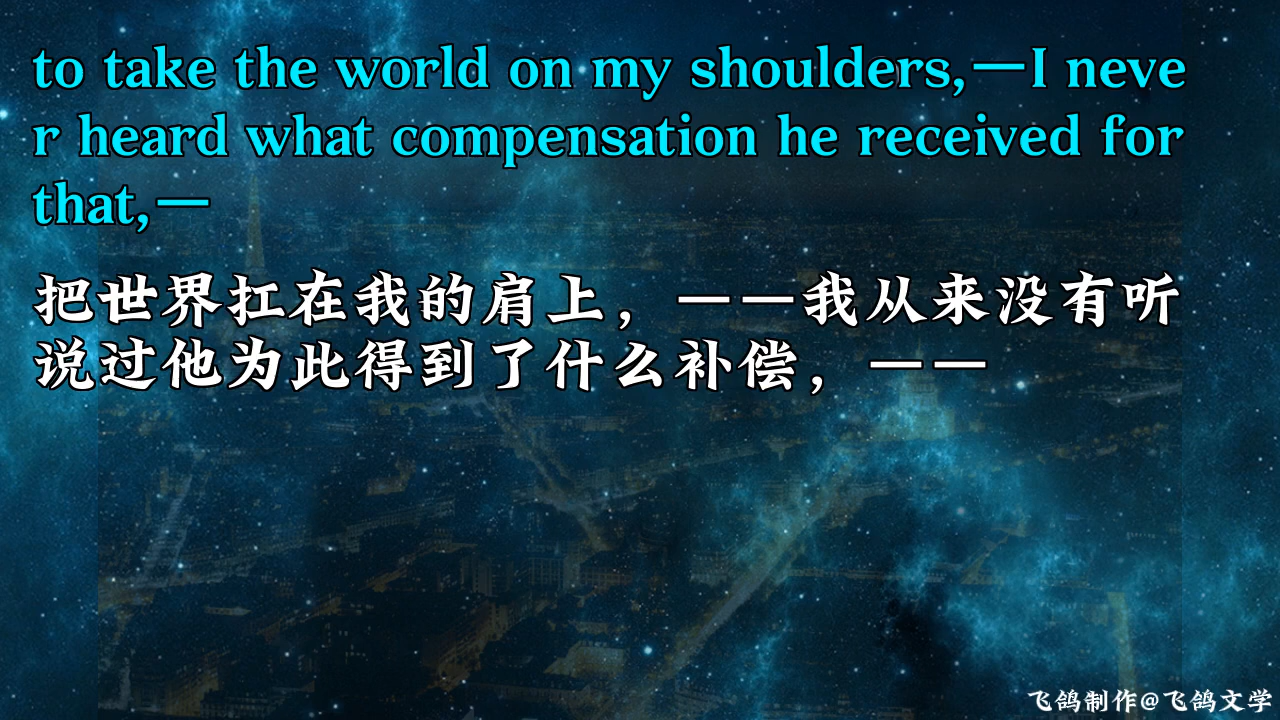 to take the world on my shoulders,—I neve
r heard what compensation he received for
that,—
把世界扛在我的肩上，——我从来没有听
说过他为此得到了什么补偿，——
飞鸽制作@飞鸽文学